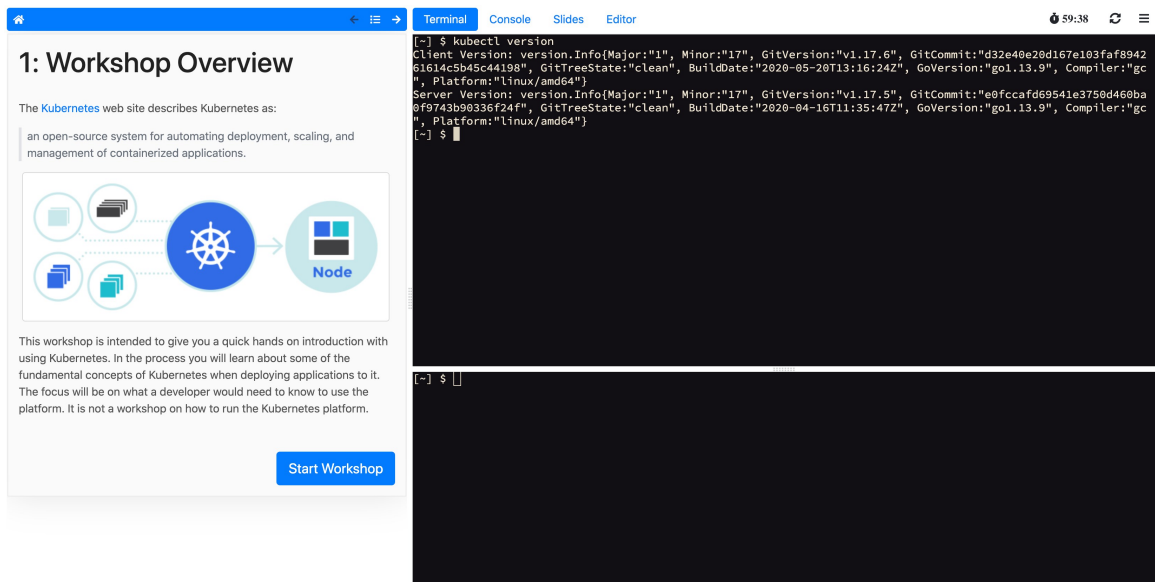 1: Workshop Overview
The Kubernetes web site describes Kubernetes as:
an open-source system for automating deployment, scaling, and
management of containerized applications.
Node
This workshop is intended to give you a quick hands on introduction with
using Kubernetes. In the process you will learn about some of the
fundamental concepts of Kubernetes when deploying applications to it.
The focus will be on what a developer would need to know to use the
platform. It is not a workshop on how to run the Kubernetes platform.
Start Workshop
Terminal Console Slides Editor 59:38
[~] $ kubectl version
Client Version: version.Info{Major:"1", Minor:"17", GitVersion:"v1.17.6", GitCommit:"d32e40e20d167e103faf8942
61614c5b45c44198", GitTreeState:"clean", BuildDate:"2020-05-20T13:16:24Z", GoVersion:"go1.13.9", Compiler:"gc
", Platform:"linux/amd64"}
Server Version: version.Info{Major:"1", Minor:"17", GitVersion:"v1.17.5", GitCommit:"e0fccafd69541e3750d460ba
0f9743b90336f24f", GitTreeState:"clean", BuildDate:"2020-04-16T11:35:47Z", GoVersion:"go1.13.9", Compiler:"gc
", Platform:"linux/amd64"}
[~] $
[~] $